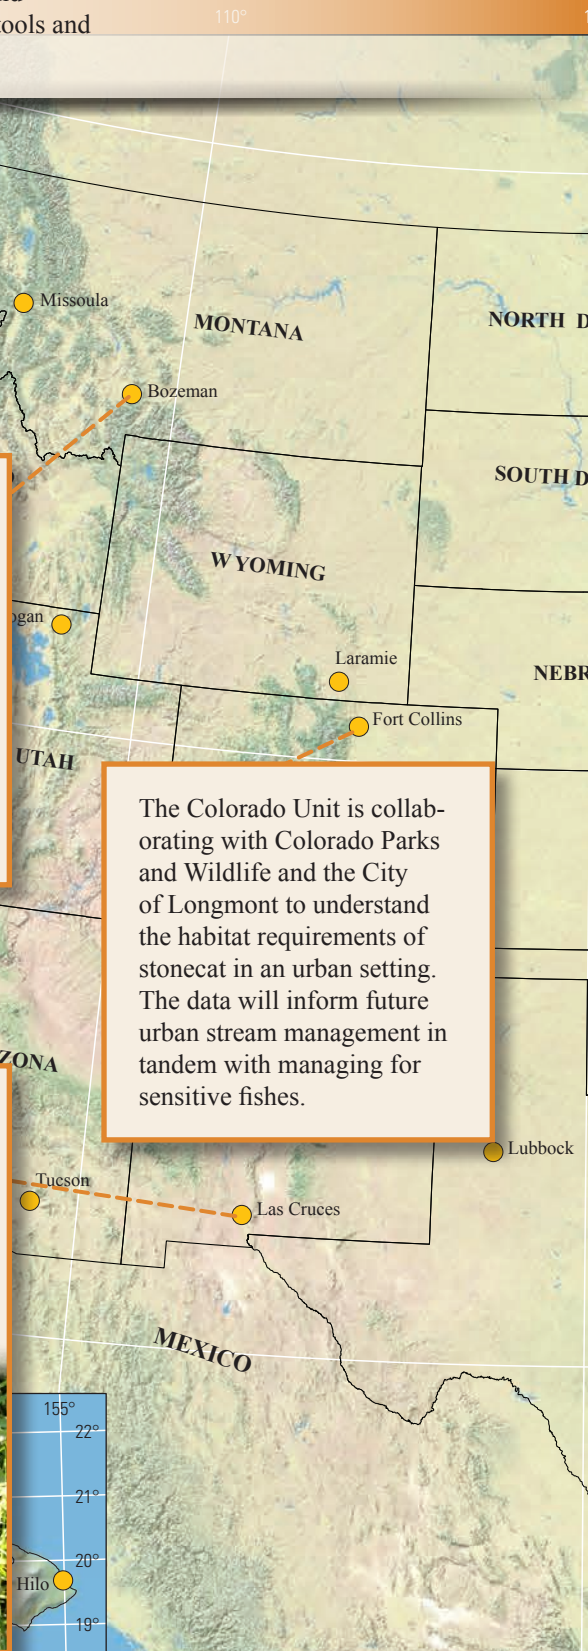 tools and
110°
Missoula
MONTANA
NORTH D
Bozeman
SOUTH D
WYOMING
ogan
Laramie
NEBR
Fort Collins
UTAH
The Colorado Unit is collab-
orating with Colorado Parks
and Wildlife and the City
of Longmont to understand
the habitat requirements of
stonecat in an urban setting.
The data will inform future
urban stream management in
tandem with managing for
sensitive fishes.
ZONA
Lubbock
Tucson
Las Cruces
MEXICO
155°
22°
21°
20°
Hilo
19°